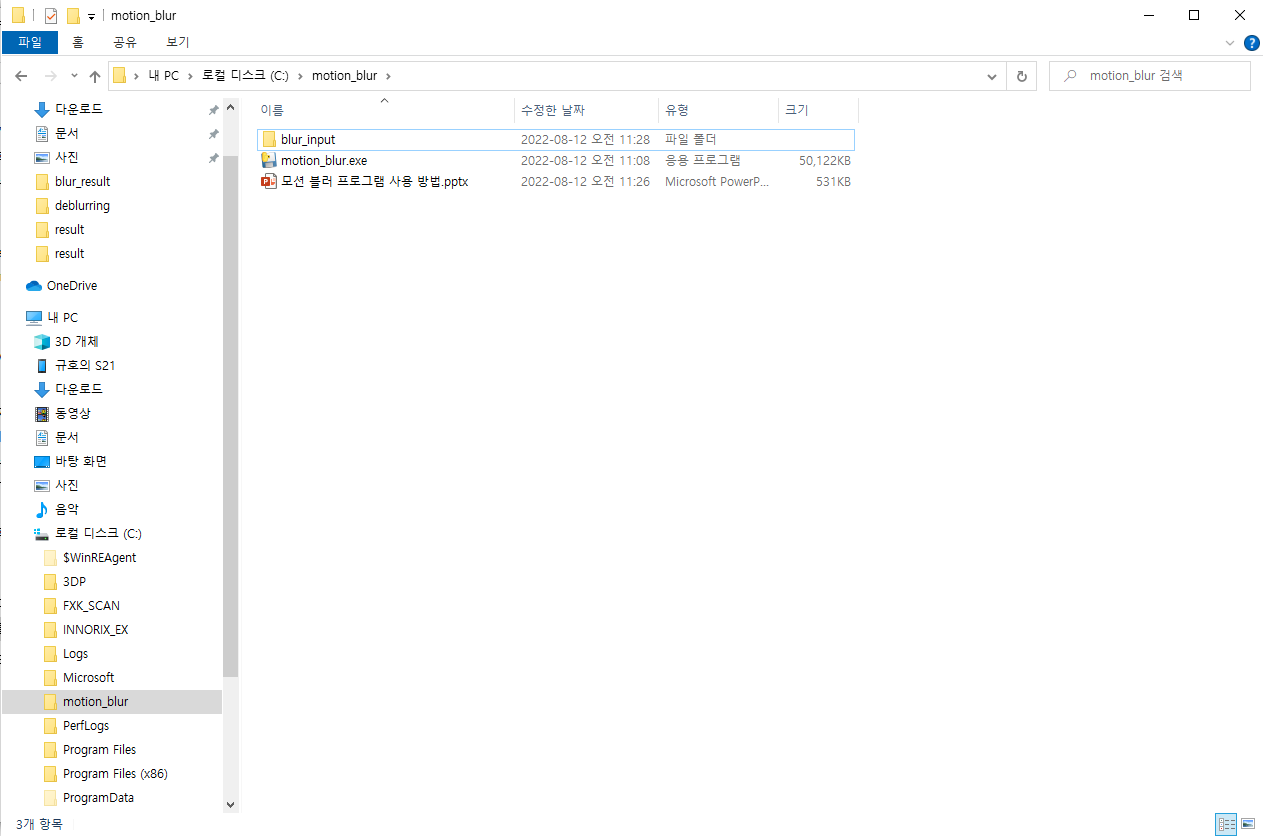 motion_blur
파일 홈 공유 보기
내 PC 로컬 디스크 (C:) motion_blur
motion_blur 검색
다운로드
문서
사진
blur_result
deblurring
result
result
OneDrive
내 PC
3D 개체
규호의 S21
다운로드
동영상
문서
바탕 화면
사진
음악
로컬 디스크 (C:)
$WinREAgent
3DP
FXK_SCAN
INNORIX_EX
Logs
Microsoft
motion_blur
PerfLogs
Program Files
Program Files (x86)
ProgramData
이름 수정한 날짜 유형 크기
blur_input 2022-08-12 오전 11:28 파일 폴더
motion_blur.exe 2022-08-12 오전 11:08 응용 프로그램 50,122KB
모션 블러 프로그램 사용 방법.pptx 2022-08-12 오전 11:26 Microsoft PowerP... 531KB
3개 항목